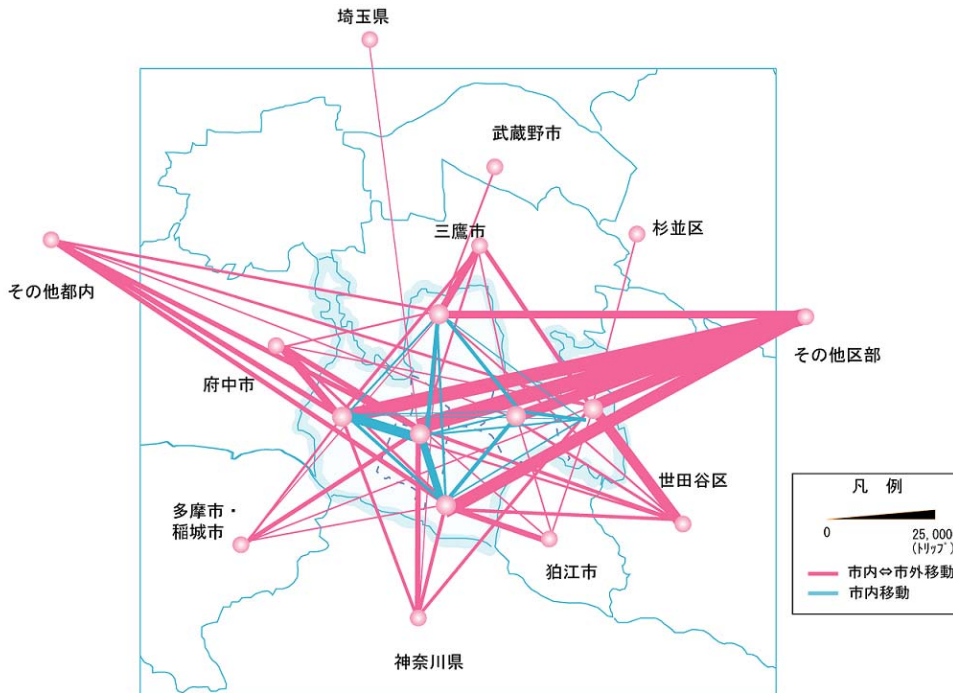 埼玉県
武蔵野市
三鷹市
杉並区
その他都内
その他区部
府中市
世田谷区
多摩市・
稲城市
狛江市
神奈川県
凡 例
0
25,000
(トリップ)
市内⇔市外移動
市内移動